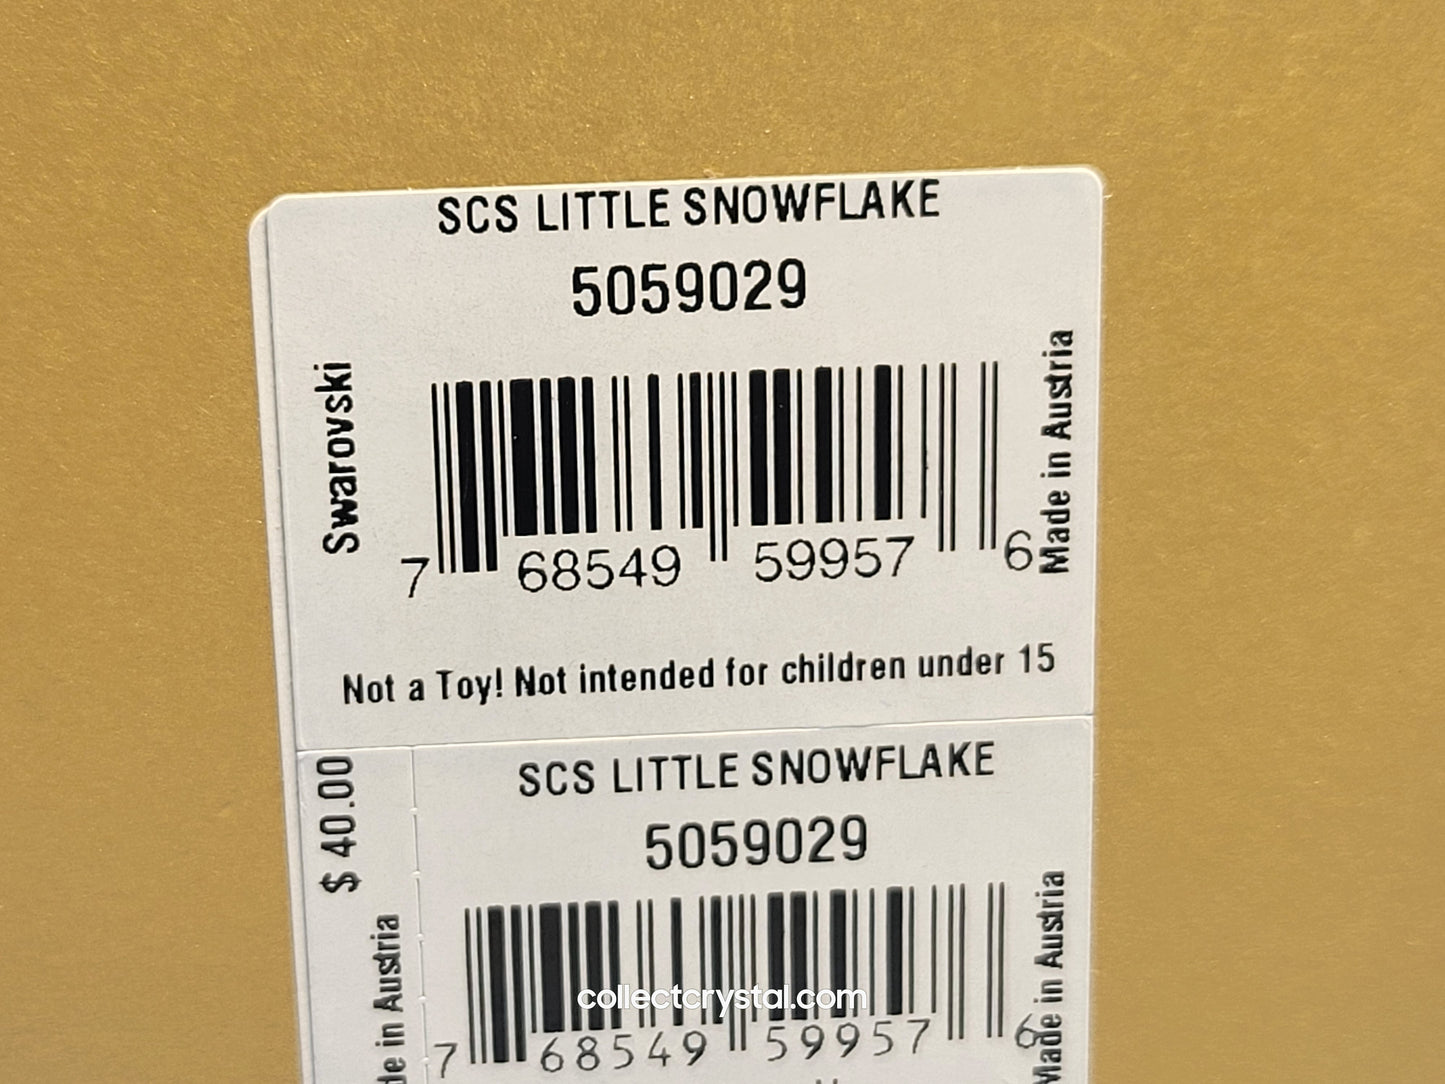 SCS LITTLE SNOWFLAKE
5059029
Swarovski
Made in Austria
7 68549 59957 6
Not a Toy! Not intended for children under 15
$ 40.00
SCS LITTLE SNOWFLAKE
5059029
in Austria
Made in Austria
collectcrystal.com
7 68549 59957 6